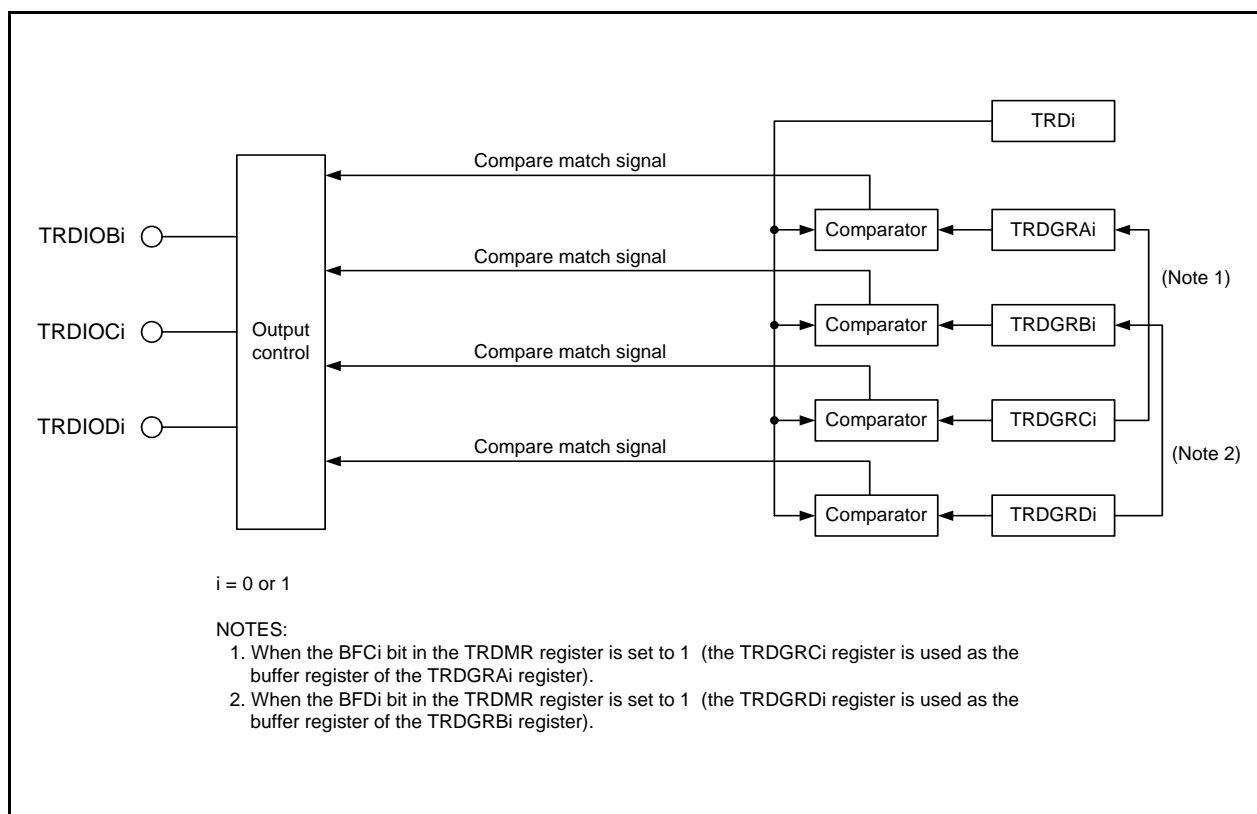 TRDi
Compare match signal
TRDIOBi
Comparator
TRDGRAi
Compare match signal
(Note 1)
TRDIOCi
Output
control
Comparator
TRDGRBi
Compare match signal
TRDIODi
Comparator
TRDGRCi
Compare match signal
(Note 2)
Comparator
TRDGRDi
i = 0 or 1
NOTES:
1. When the BFCi bit in the TRDMR register is set to 1 (the TRDGRCi register is used as the
buffer register of the TRDGRAi register).
2. When the BFDi bit in the TRDMR register is set to 1 (the TRDGRDi register is used as the
buffer register of the TRDGRBi register).